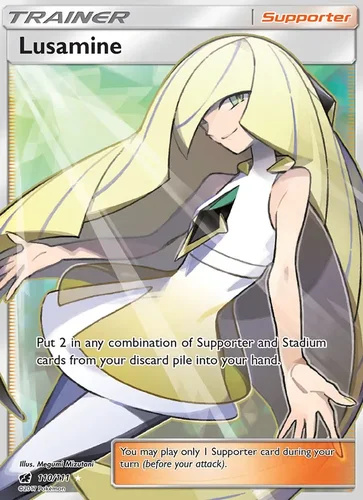 TRAINER
Supporter
Lusamine
Put 2 in any combination of Supporter and Stadium
cards from your discard pile into your hand.
Illus. Megumi Mizutani
110/111
©2017 Pokémon
You may play only 1 Supporter card during your
turn (before your attack).